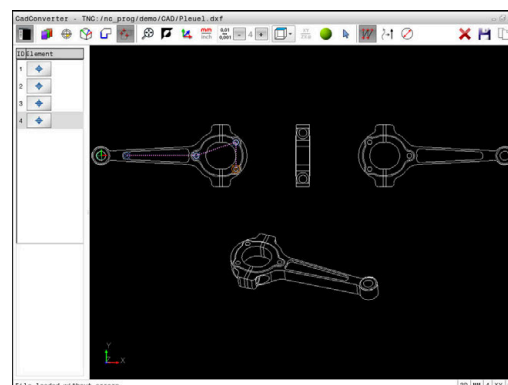 CadConverter - TNC:/nc_prog/demo/CAD/Pleuel.dxf
mm
inch
0,01
0,001
4
ID Element
1
2
3
4
Y
X
File loaded without errors